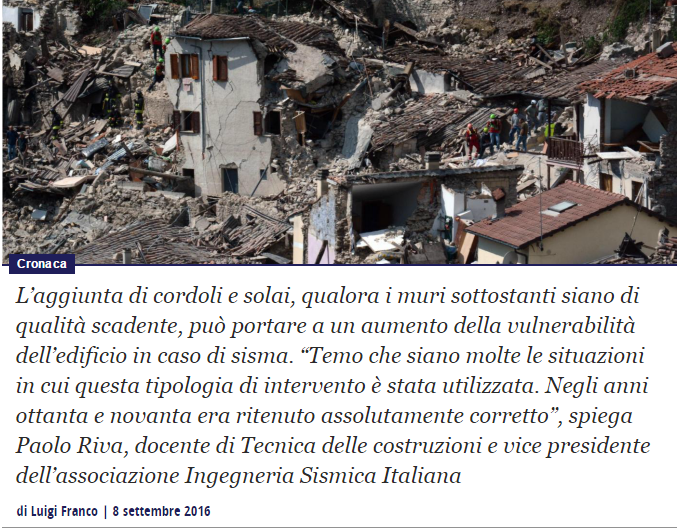 Cronaca
L’aggiunta di cordoli e solai, qualora i muri sottostanti siano di
qualità scadente, può portare a un aumento della vulnerabilità
dell’edificio in caso di sisma. “Temo che siano molte le situazioni
in cui questa tipologia di intervento è stata utilizzata. Negli anni
ottanta e novanta era ritenuto assolutamente corretto”, spiega
Paolo Riva, docente di Tecnica delle costruzioni e vice presidente
dell’associazione Ingegneria Sismica Italiana
di Luigi Franco | 8 settembre 2016